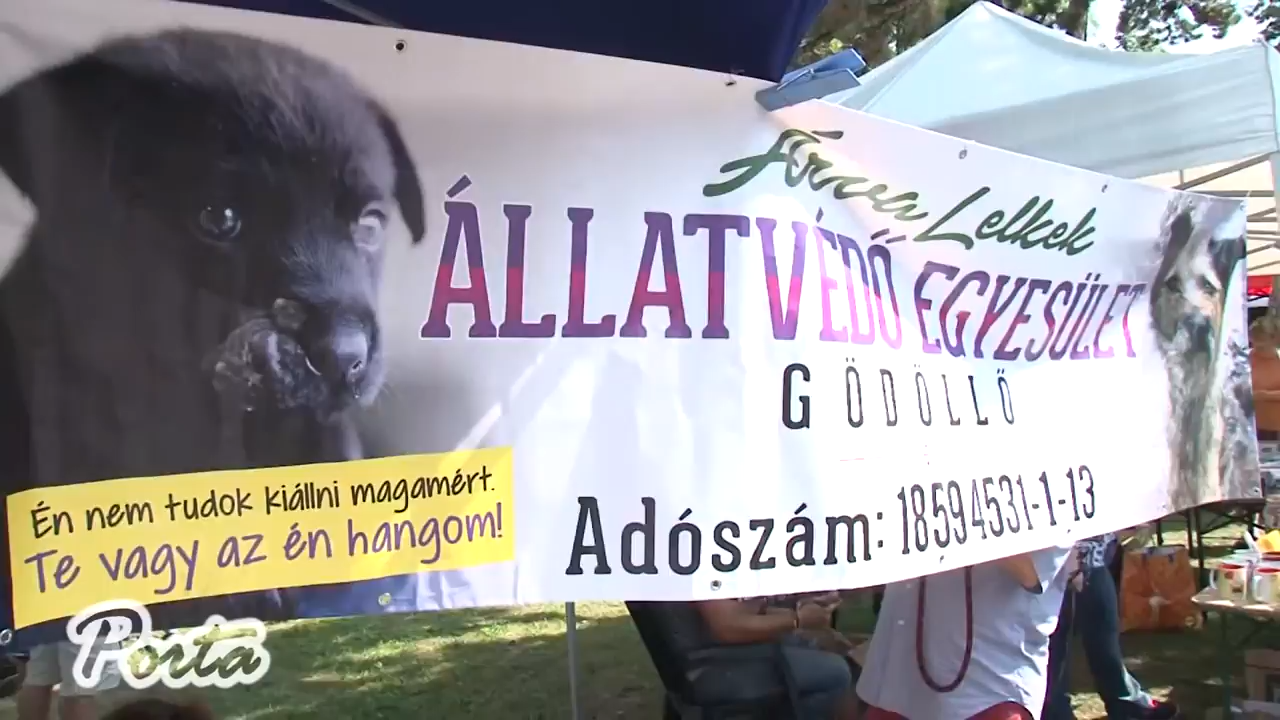 Árva Lelkek
ÁLLATVÉDŐ EGYESÜLET
GÖDÖLLŐ
Adószám: 18594531-1-13
Én nem tudok kiállni magamért.
Te vagy az én hangom!
Porta